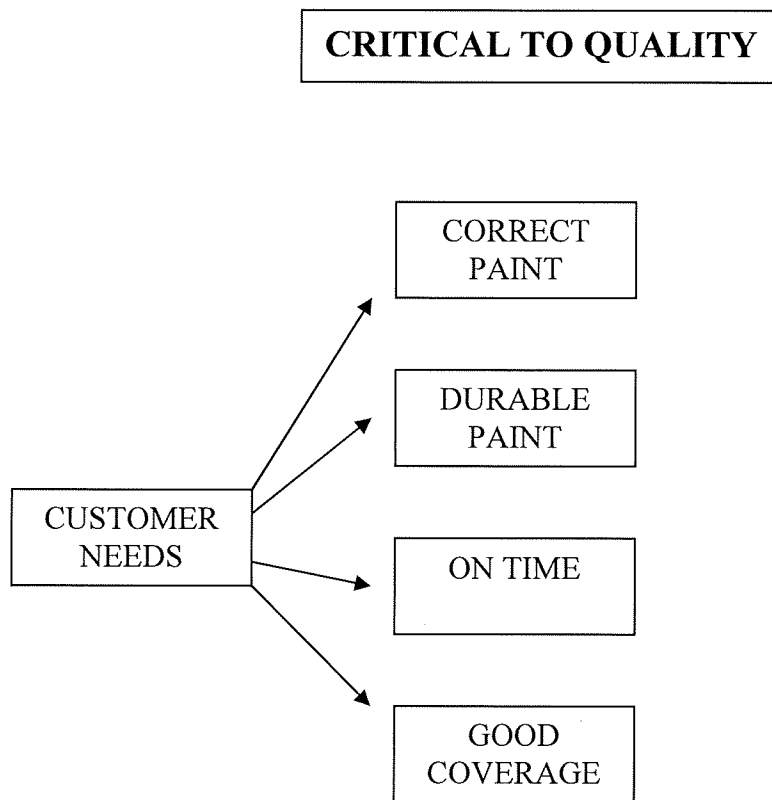 CRITICAL TO QUALITY
CORRECT
PAINT
DURABLE
PAINT
CUSTOMER
NEEDS
ON TIME
GOOD
COVERAGE